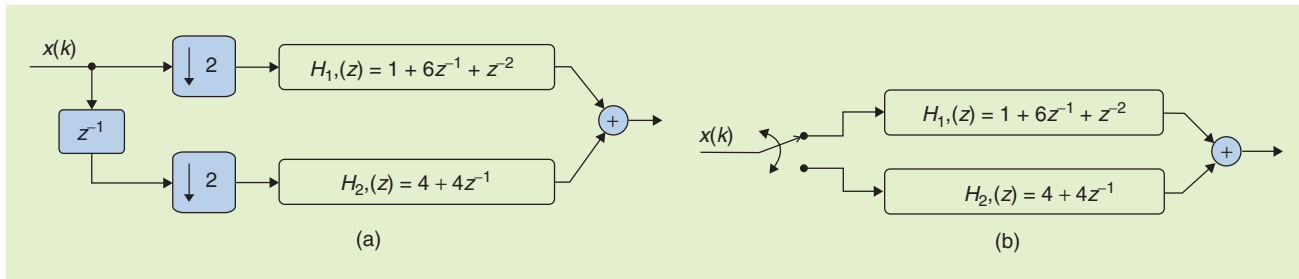 x(k)
↓ 2
H₁,(z) = 1 + 6z⁻¹ + z⁻²
z⁻¹
+
↓ 2
H₂,(z) = 4 + 4z⁻¹
(a)
x(k)
H₁,(z) = 1 + 6z⁻¹ + z⁻²
+
H₂,(z) = 4 + 4z⁻¹
(b)